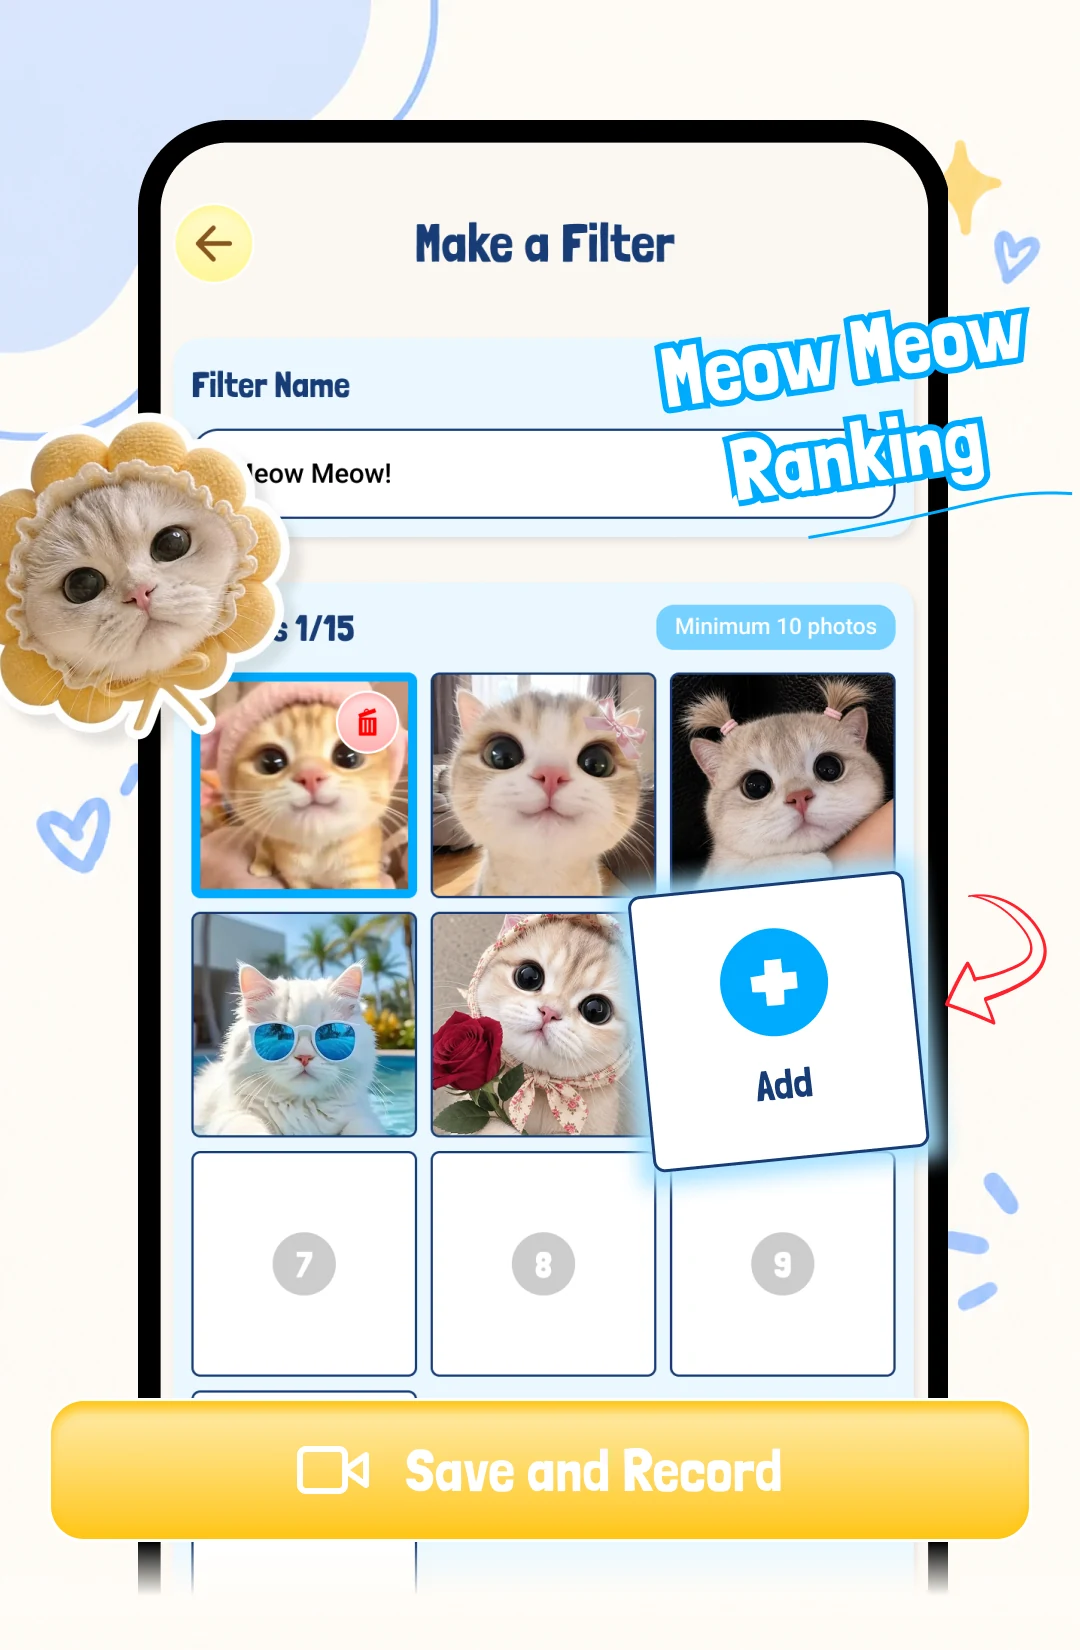 Make a Filter
Meow Meow
Ranking
Filter Name
Meow!
1/15
Minimum 10 photos
Add
7
8
9
Save and Record